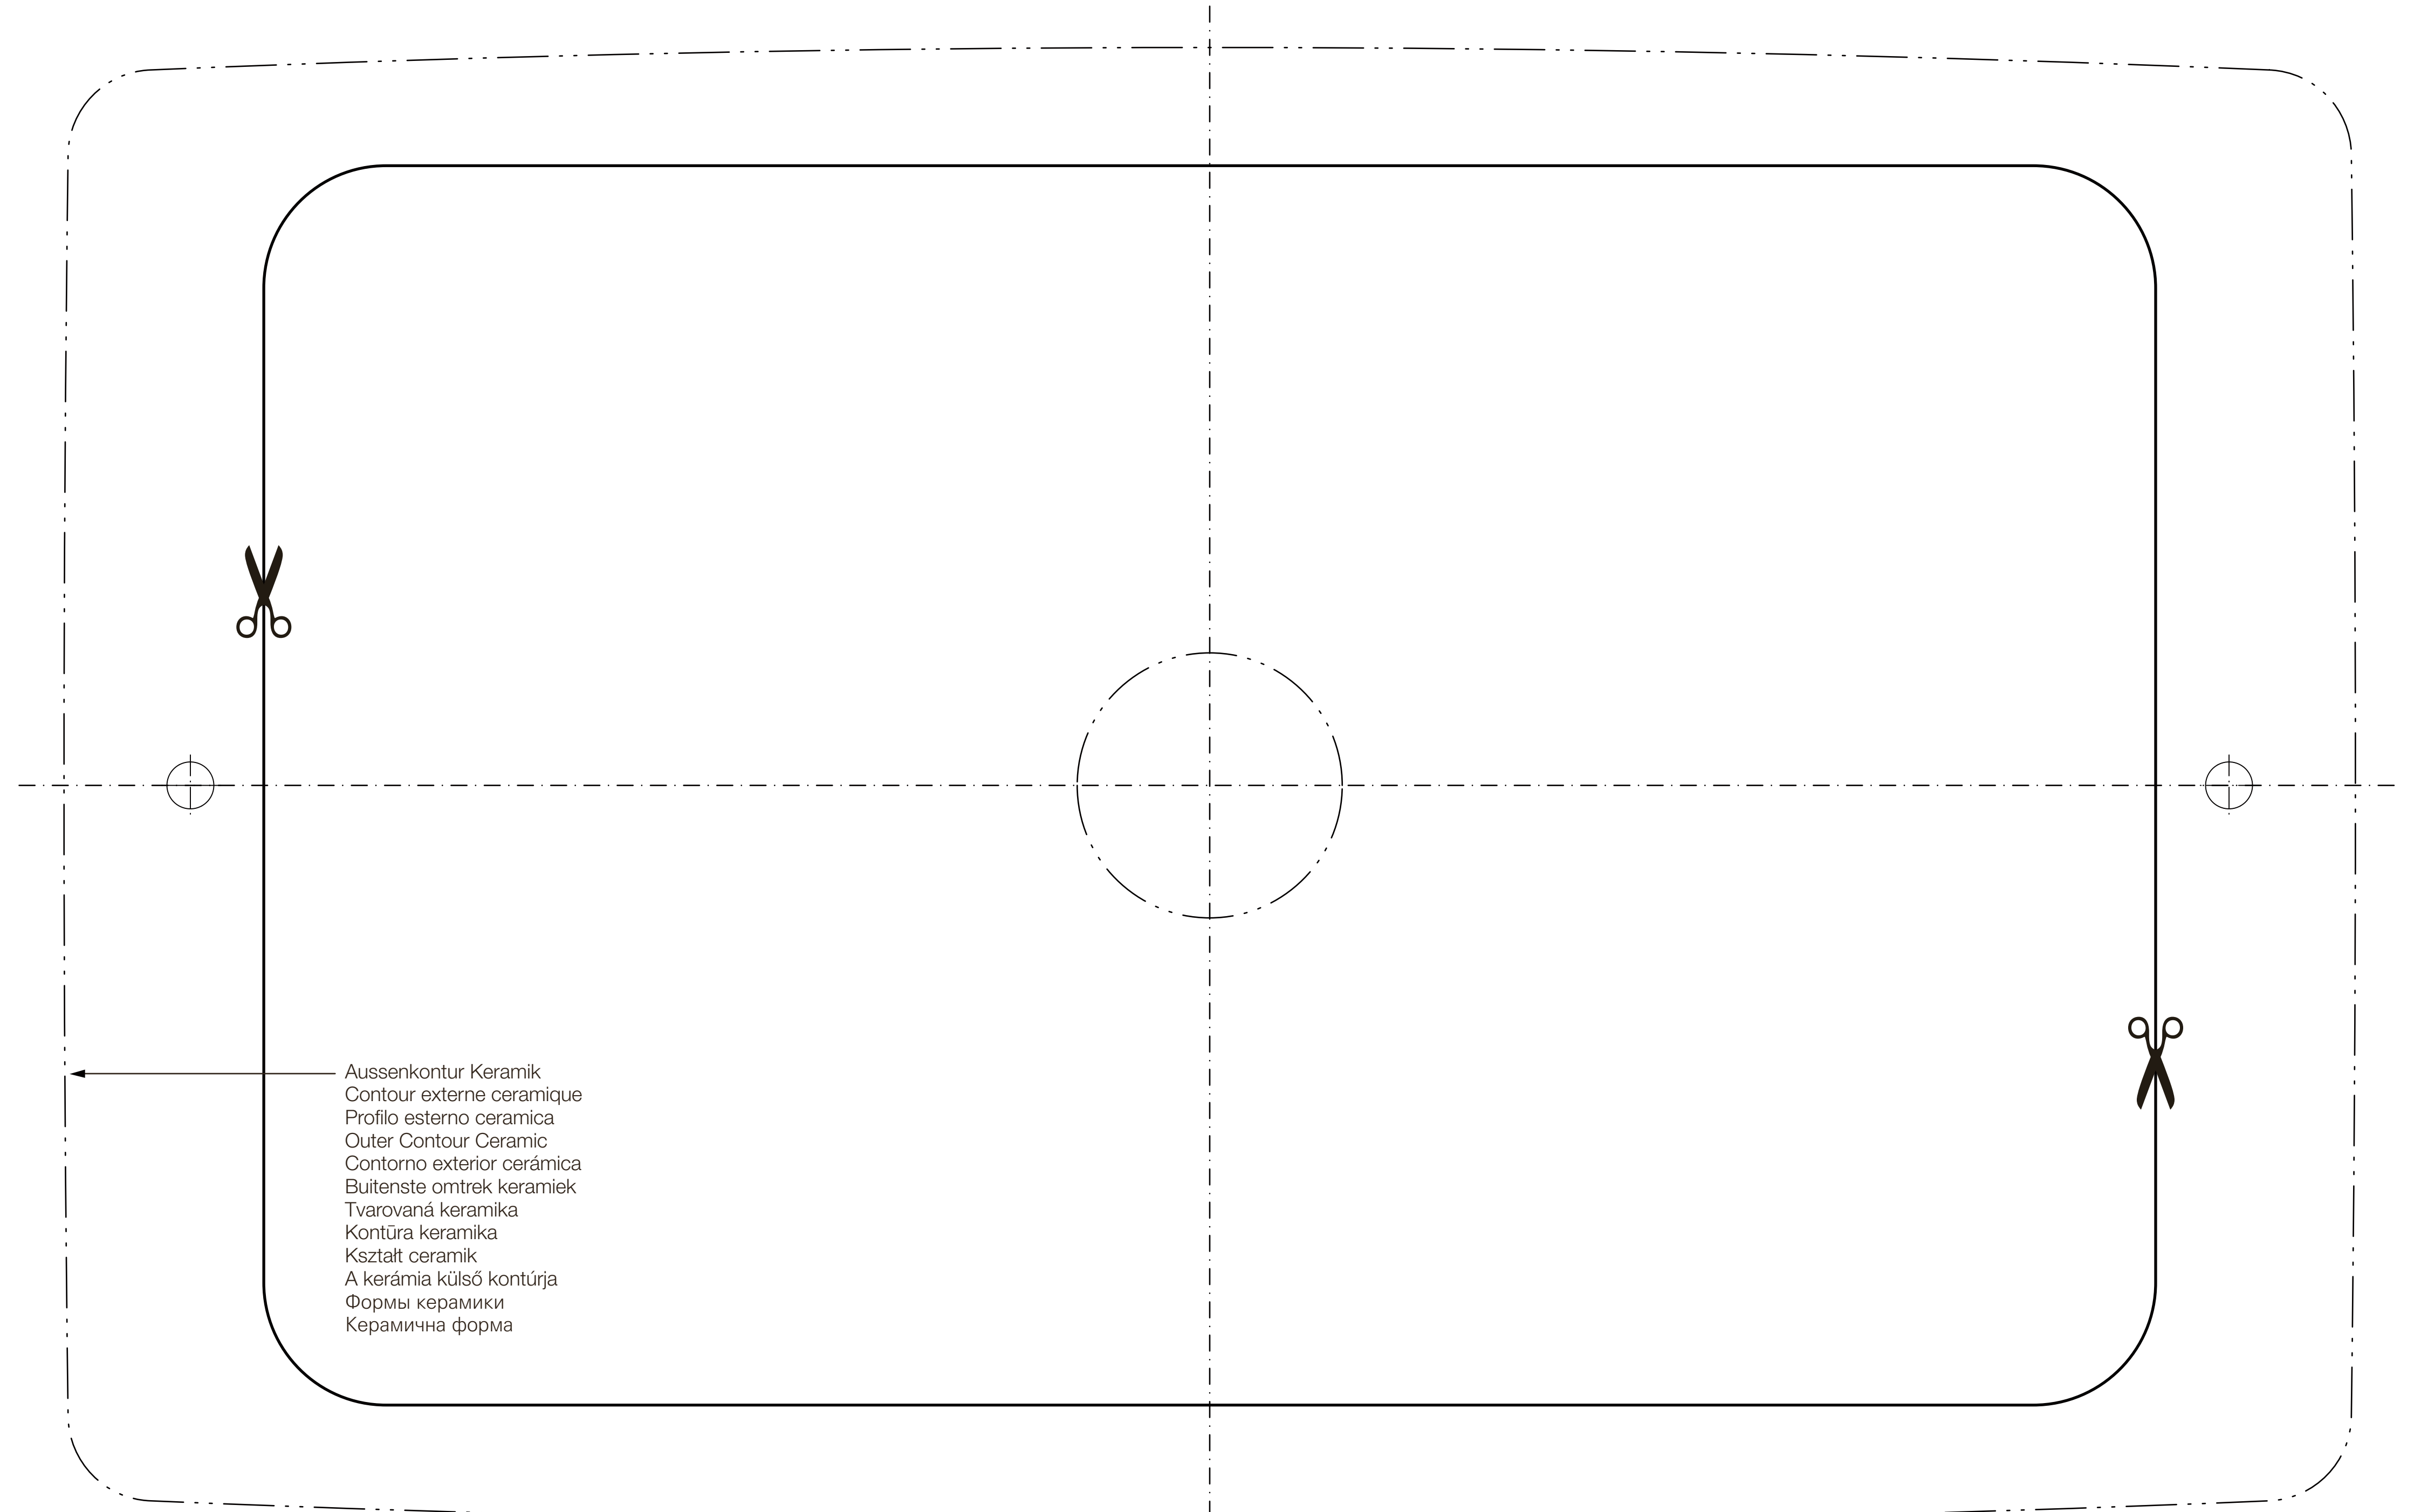 Aussenkontur Keramik
Contour externe ceramique
Profilo esterno ceramica
Outer Contour Ceramic
Contorno exterior cerámica
Buitenste omtrek keramiek
Tvarovaná keramika
Kontūra keramika
Kształt ceramik
A kerámia külső kontúrja
Формы керамики
Керамична форма